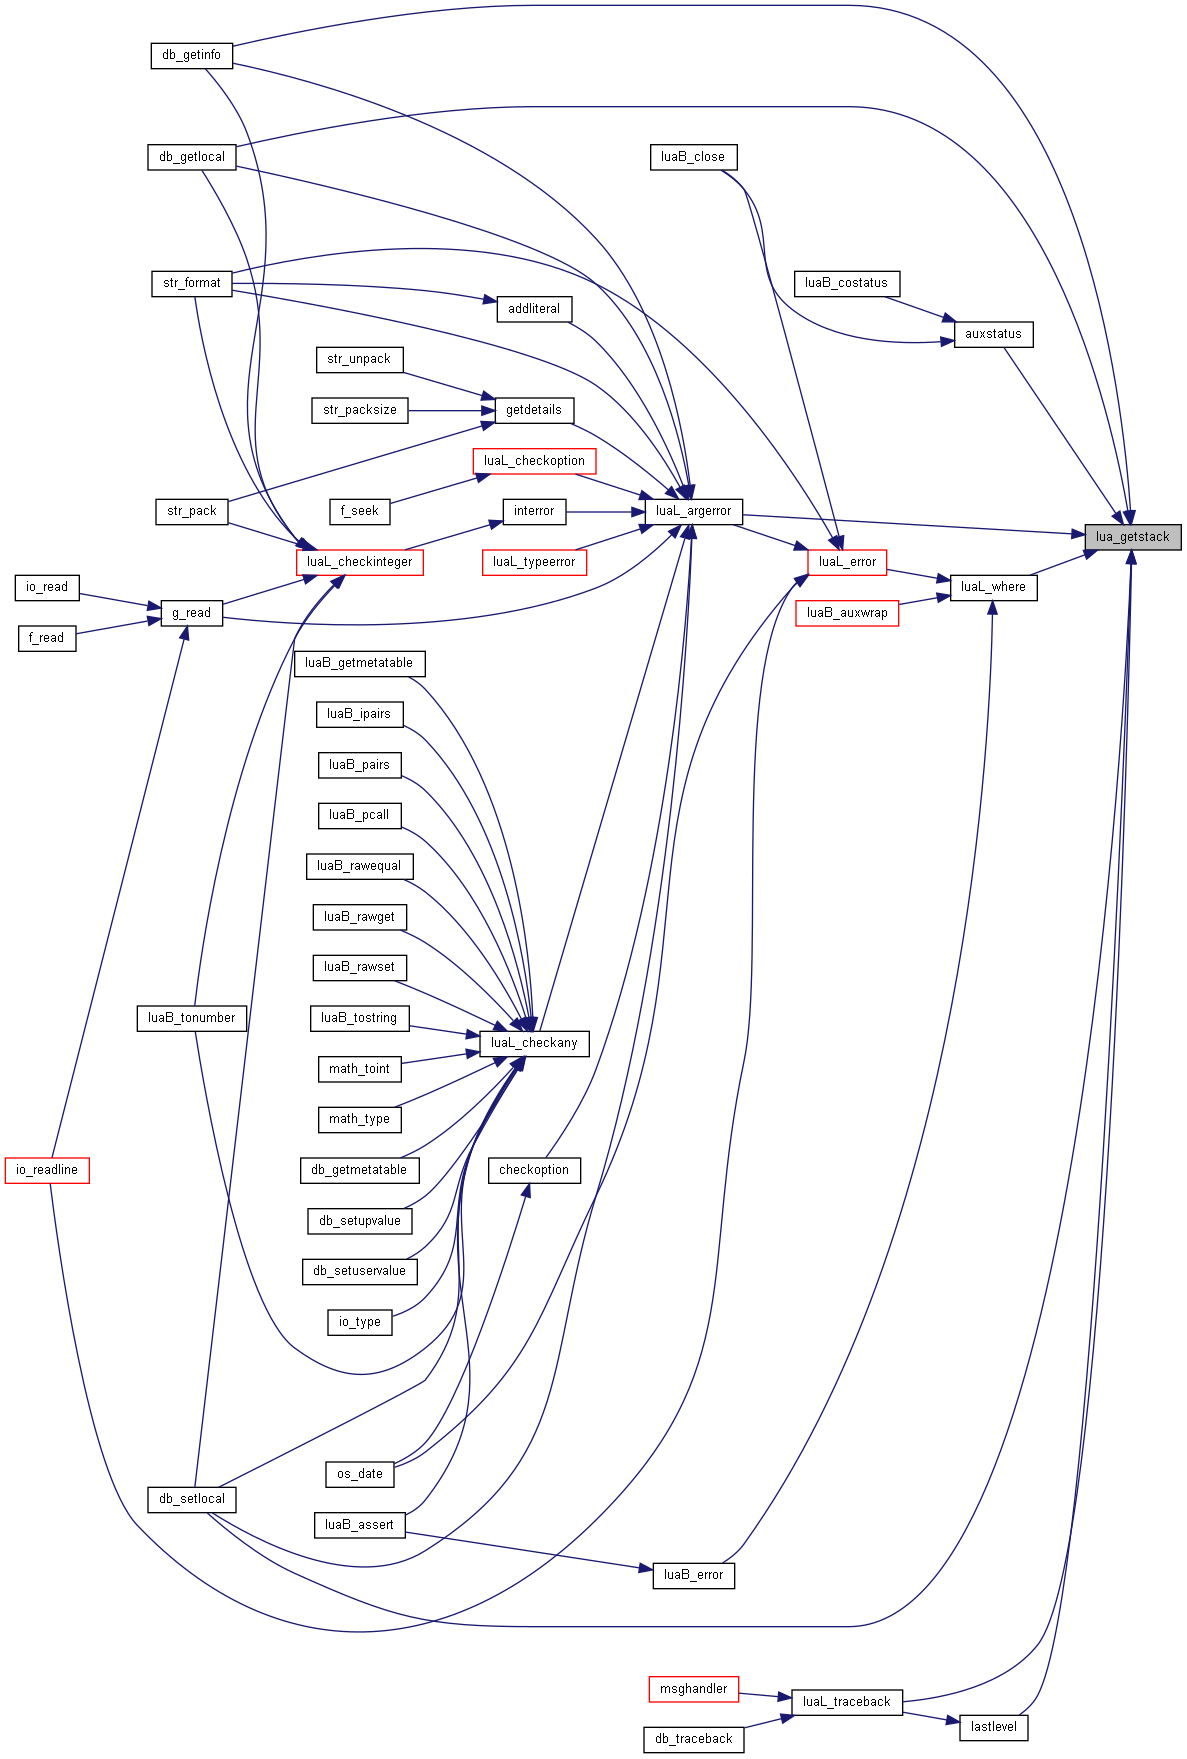 db_getinfo
db_getlocal
luaB_close
str_format
luaB_costatus
addliteral
auxstatus
str_unpack
str_packsize
getdetails
luaL_checkoption
f_seek
str_pack
interror
luaL_argerror
lua_getstack
luaL_checkinteger
luaL_typeerror
luaL_error
io_read
g_read
luaL_where
luaB_auxwrap
f_read
luaB_getmetatable
luaB_ipairs
luaB_pairs
luaB_pcall
luaB_rawequal
luaB_rawget
luaB_rawset
luaB_tonumber
luaB_tostring
luaL_checkany
math_toint
math_type
io_readline
db_getmetatable
checkoption
db_setupvalue
db_setuservalue
io_type
os_date
db_setlocal
luaB_assert
luaB_error
msghandler
luaL_traceback
lastlevel
db_traceback